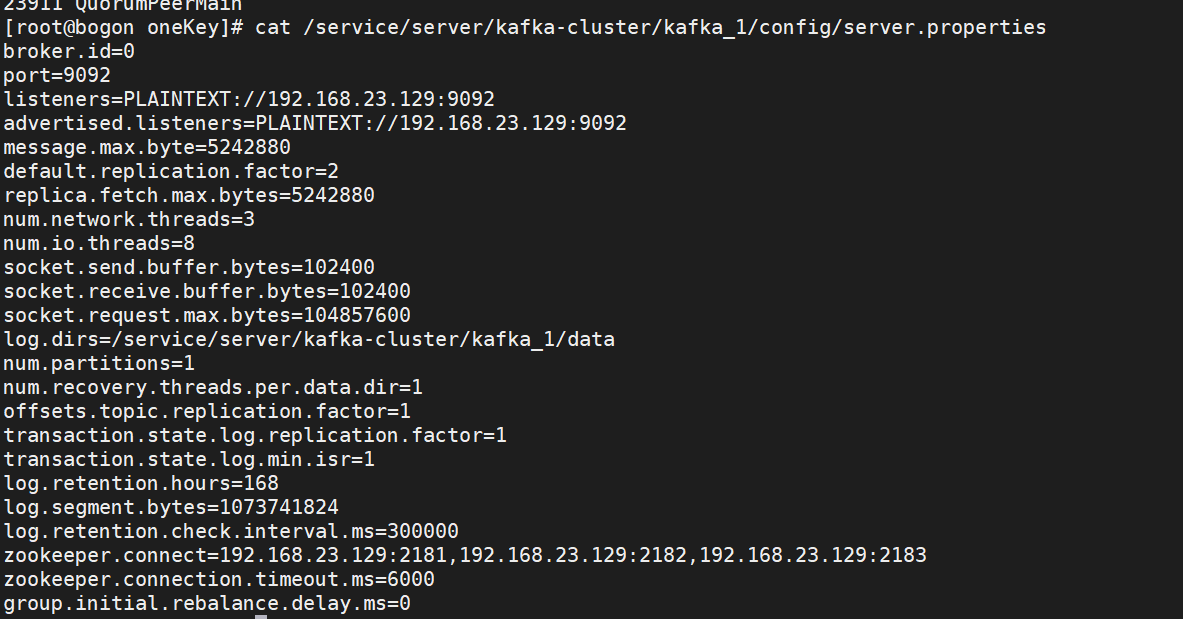 23911 QuorumPeerMain
[root@bogon oneKey]# cat /service/server/kafka-cluster/kafka_1/config/server.properties
broker.id=0
port=9092
listeners=PLAINTEXT://192.168.23.129:9092
advertised.listeners=PLAINTEXT://192.168.23.129:9092
message.max.byte=5242880
default.replication.factor=2
replica.fetch.max.bytes=5242880
num.network.threads=3
num.io.threads=8
socket.send.buffer.bytes=102400
socket.receive.buffer.bytes=102400
socket.request.max.bytes=104857600
log.dirs=/service/server/kafka-cluster/kafka_1/data
num.partitions=1
num.recovery.threads.per.data.dir=1
offsets.topic.replication.factor=1
transaction.state.log.replication.factor=1
transaction.state.log.min.isr=1
log.retention.hours=168
log.segment.bytes=1073741824
log.retention.check.interval.ms=300000
zookeeper.connect=192.168.23.129:2181,192.168.23.129:2182,192.168.23.129:2183
zookeeper.connection.timeout.ms=6000
group.initial.rebalance.delay.ms=0